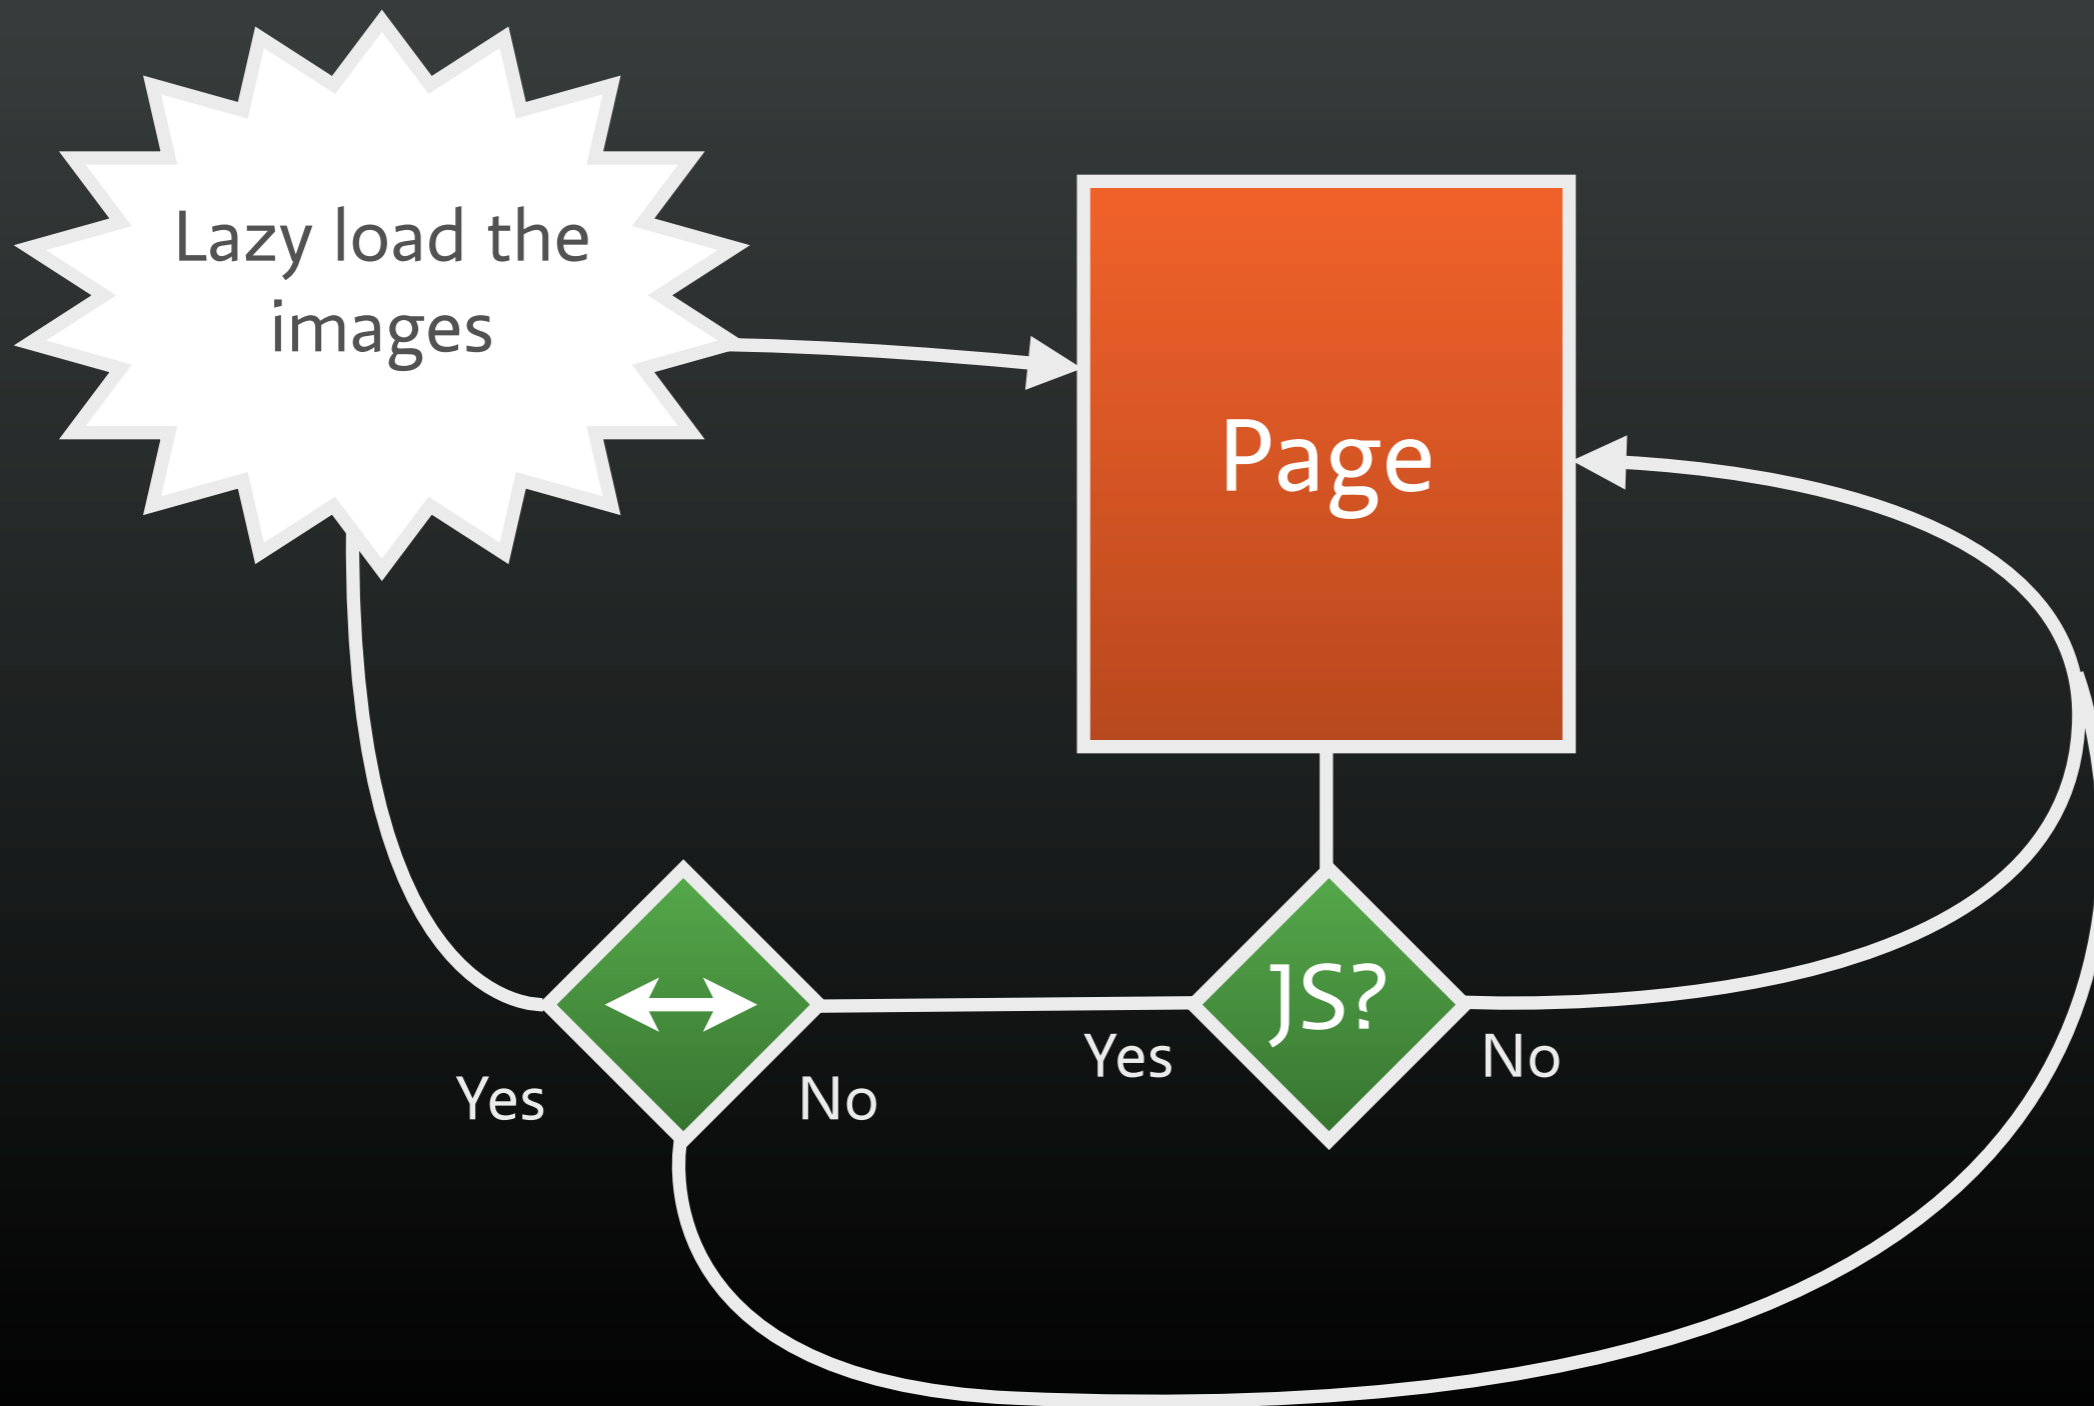 Lazy load the
images
Page
JS?
Yes
No
Yes
No